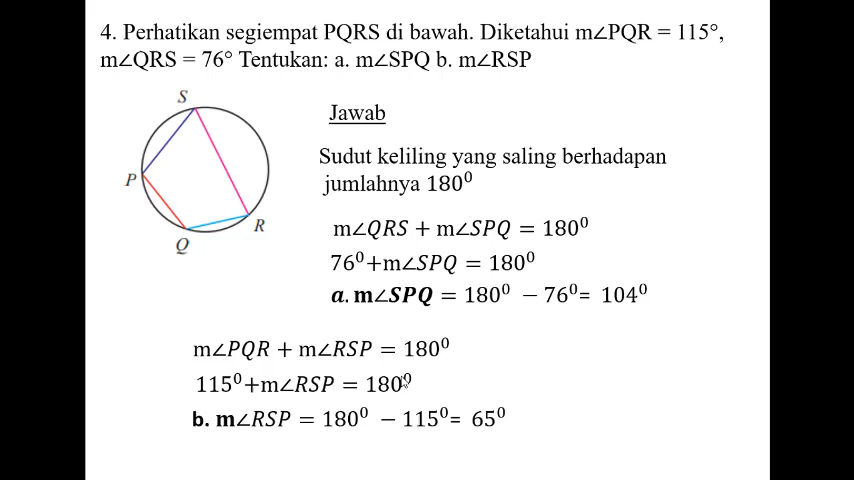 4. Perhatikan segiempat PQRS di bawah. Diketahui m∠PQR = 115°,
m∠QRS = 76° Tentukan: a. m∠SPQ b. m∠RSP
S
P
Q
R
Jawab
Sudut keliling yang saling berhadapan
jumlahnya 180⁰
m∠QRS + m∠SPQ = 180⁰
76⁰+m∠SPQ = 180⁰
a. m∠SPQ = 180⁰ − 76⁰= 104⁰
m∠PQR + m∠RSP = 180⁰
115⁰+m∠RSP = 180⁰
b. m∠RSP = 180⁰ − 115⁰= 65⁰